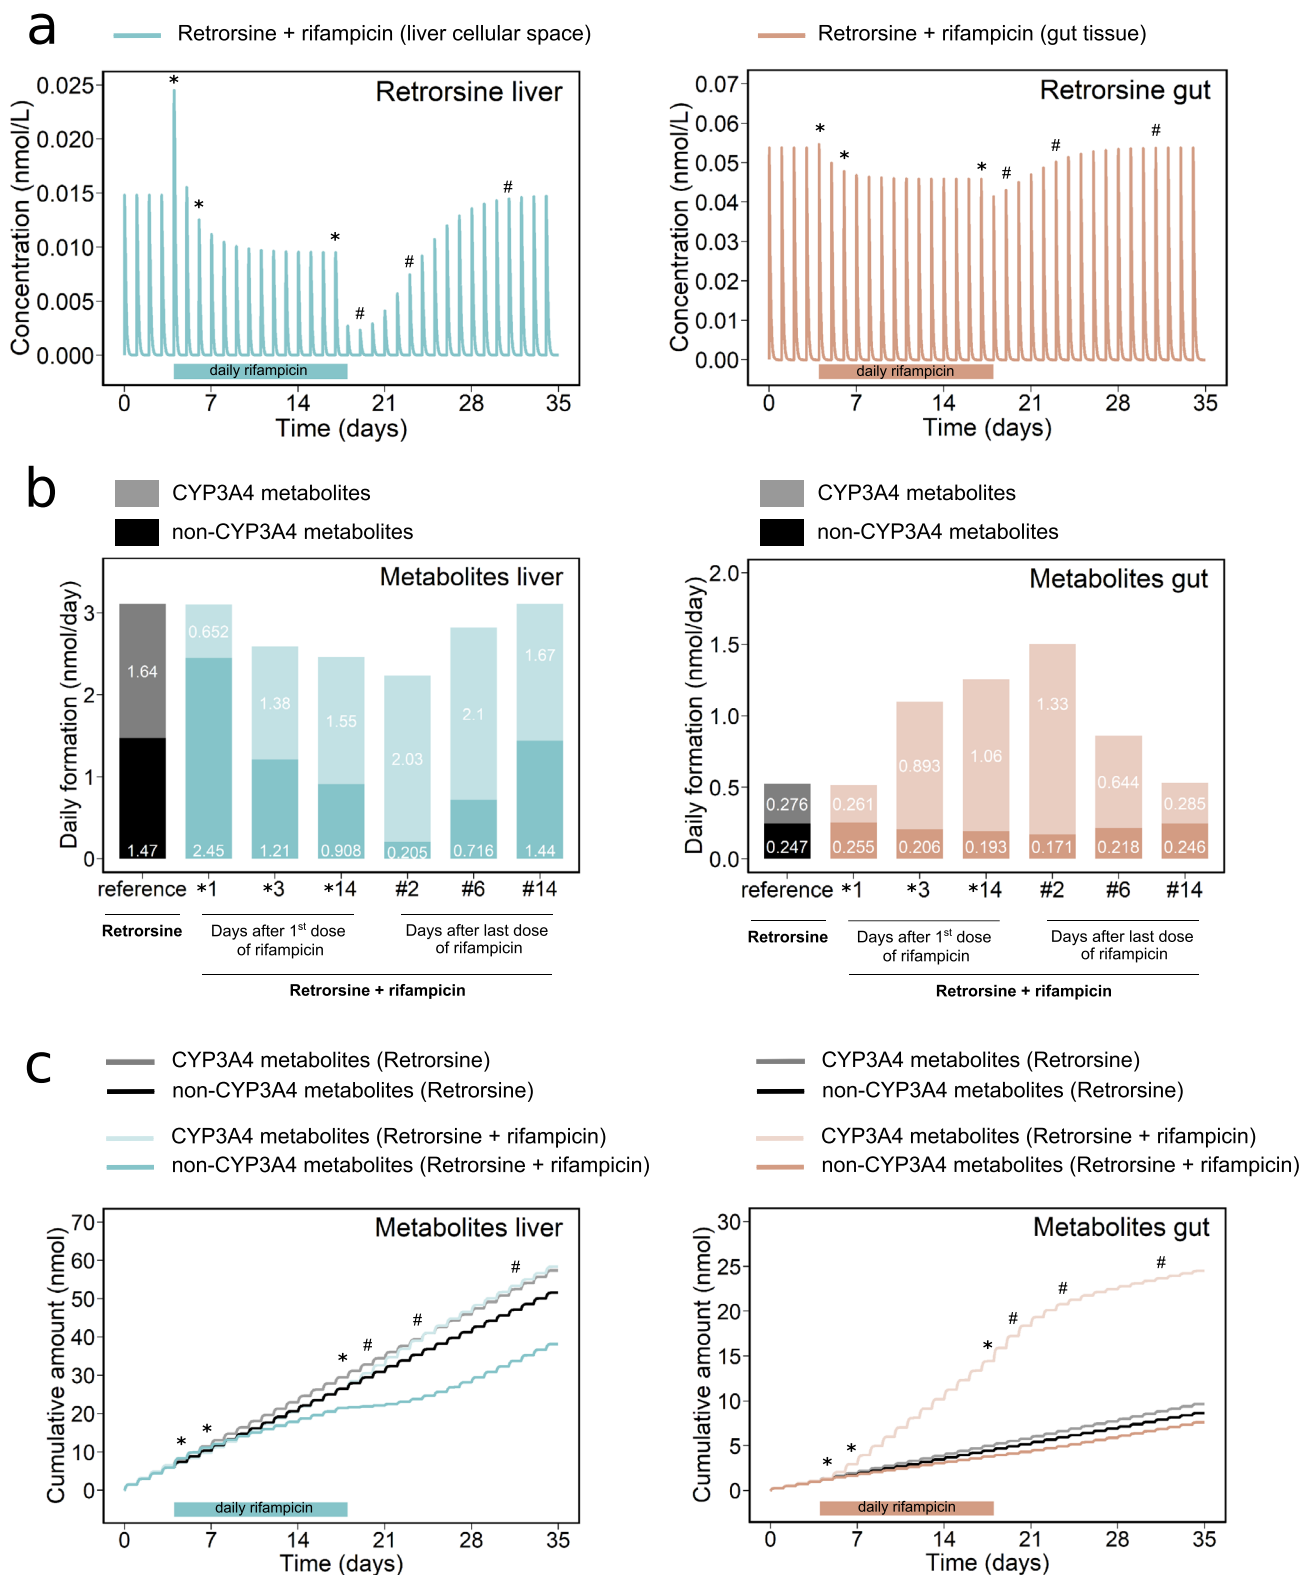 a
Retrorsine + rifampicin (liver cellular space)
Retrorsine + rifampicin (gut tissue)
Retrorsine liver
Concentration (nmol/L)
0.025
0.020
0.015
0.010
0.005
0.000
* * * # # #
daily rifampicin
0 7 14 21 28 35
Time (days)
Retrorsine gut
Concentration (nmol/L)
0.07
0.06
0.05
0.04
0.03
0.02
0.01
0.00
* * * # # #
daily rifampicin
0 7 14 21 28 35
Time (days)
b
CYP3A4 metabolites
non-CYP3A4 metabolites
Metabolites liver
Daily formation (nmol/day)
3
2
1
0
1.64 0.652 1.38 1.55 2.03 2.1 1.67
1.47 2.45 1.21 0.908 0.205 0.716 1.44
reference *1 *3 *14 #2 #6 #14
Retrorsine
Days after 1st dose
of rifampicin
Days after last dose
of rifampicin
Retrorsine + rifampicin
CYP3A4 metabolites
non-CYP3A4 metabolites
Metabolites gut
Daily formation (nmol/day)
2.0
1.5
1.0
0.5
0.0
0.276 0.261 0.893 1.06 1.33 0.644 0.285
0.247 0.255 0.206 0.193 0.171 0.218 0.246
reference *1 *3 *14 #2 #6 #14
Retrorsine
Days after 1st dose
of rifampicin
Days after last dose
of rifampicin
Retrorsine + rifampicin
c
CYP3A4 metabolites (Retrorsine)
non-CYP3A4 metabolites (Retrorsine)
CYP3A4 metabolites (Retrorsine + rifampicin)
non-CYP3A4 metabolites (Retrorsine + rifampicin)
Metabolites liver
Cumulative amount (nmol)
70
60
50
40
30
20
10
0
* * * # # #
daily rifampicin
0 7 14 21 28 35
Time (days)
CYP3A4 metabolites (Retrorsine)
non-CYP3A4 metabolites (Retrorsine)
CYP3A4 metabolites (Retrorsine + rifampicin)
non-CYP3A4 metabolites (Retrorsine + rifampicin)
Metabolites gut
Cumulative amount (nmol)
30
25
20
15
10
5
0
* * * # # #
daily rifampicin
0 7 14 21 28 35
Time (days)